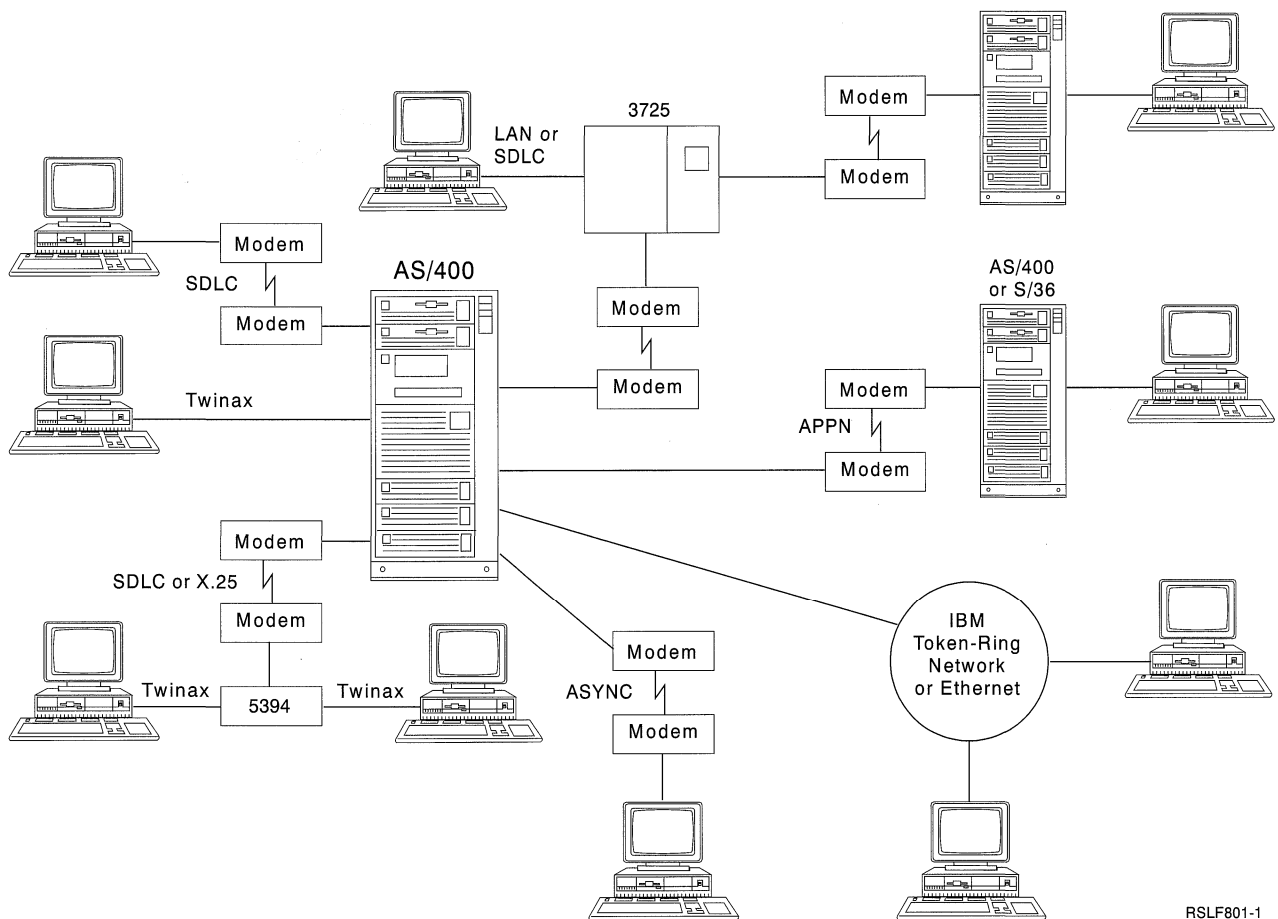 3725
Modem
LAN or
SDLC
Modem
Modem
SDLC
Modem
AS/400
Modem
Modem
AS/400
or S/36
Modem
APPN
Modem
Twinax
Modem
SDLC or X.25
Modem
Twinax
5394
Twinax
Modem
ASYNC
Modem
IBM
Token-Ring
Network
or Ethernet
RSLF801-1